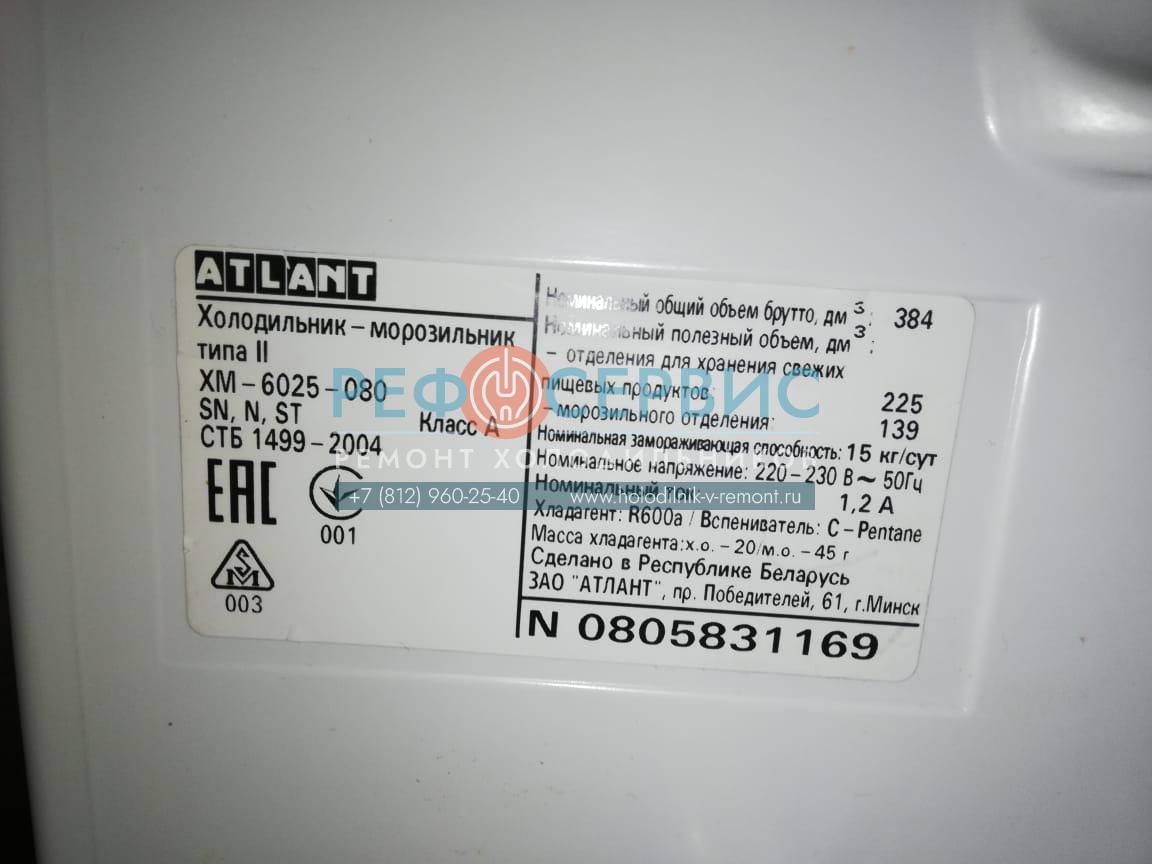 ATLANT
Холодильник – морозильник
типа II
ХМ – 6025 – 080
SN, N, ST
Класс А
СТБ 1499 – 2004
ЕАС
001
003
Номинальный общий объем брутто, дм³: 384
Номинальный полезный объем, дм³:
– отделения для хранения свежих
пищевых продуктов: 225
– морозильного отделения: 139
Номинальная замораживающая способность: 15 кг/сут
Номинальное напряжение: 220 – 230 В ~ 50Гц
Номинальный ток 1,2 А
Хладагент: R600a / Вспениватель: C – Pentane
Масса хладагента:х.о. – 20/м.о. – 45 г
Сделано в Республике Беларусь
ЗАО "АТЛАНТ", пр. Победителей, 61, г.Минск
N 0805831169
РЕФОСЕРВИС
РЕМОНТ ХОЛОДИЛЬНИКОВ
+7 (812) 960-25-40
www.holodilnik-v-remont.ru